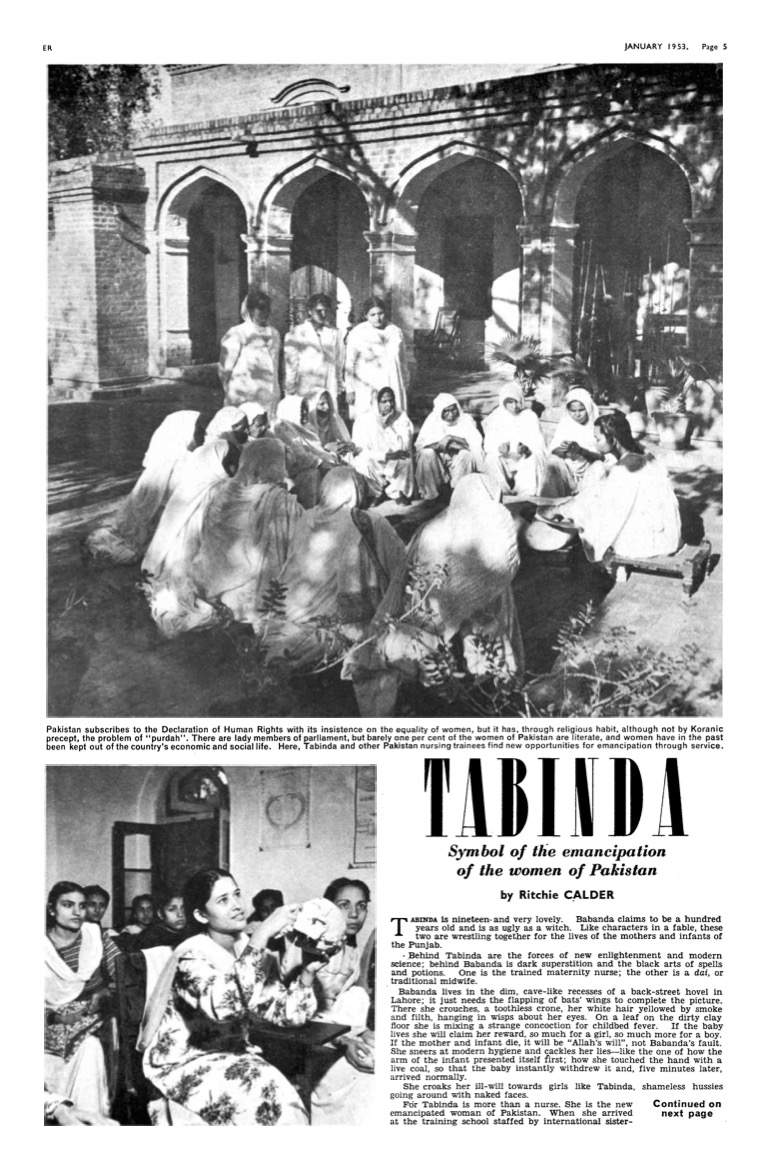 ER
JANUARY 1953. Page 5
Pakistan subscribes to the Declaration of Human Rights with its insistence on the equality of women, but it has, through religious habit, although not by Koranic
precept, the problem of "purdah". There are lady members of parliament, but barely one per cent of the women of Pakistan are literate, and women have in the past
been kept out of the country's economic and social life. Here, Tabinda and other Pakistan nursing trainees find new opportunities for emancipation through service.
TABINDA
Symbol of the emancipation
of the women of Pakistan
by Ritchie CALDER
TABINDA is nineteen-and very lovely. Babanda claims to be a hundred
years old and is as ugly as a witch. Like characters in a fable, these
two are wrestling together for the lives of the mothers and infants of
the Punjab.
Behind Tabinda are the forces of new enlightenment and modern
science; behind Babanda is dark superstition and the black arts of spells
and potions. One is the trained maternity nurse; the other is a dai, or
traditional midwife.
Babanda lives in the dim, cave-like recesses of a back-street hovel in
Lahore; it just needs the flapping of bats' wings to complete the picture.
There she crouches, a toothless crone, her white hair yellowed by smoke
and filth, hanging in wisps about her eyes. On a leaf on the dirty clay
floor she is mixing a strange concoction for childbed fever. If the baby
lives she will claim her reward, so much for a girl, so much more for a boy.
If the mother and infant die, it will be "Allah's will", not Babanda's fault.
She sneers at modern hygiene and cackles her lies—like the one of how the
arm of the infant presented itself first; how she touched the hand with a
live coal, so that the baby instantly withdrew it and, five minutes later,
arrived normally.
She croaks her ill-will towards girls like Tabinda, shameless hussies
going around with naked faces.
For Tabinda is more than a nurse. She is the new
emancipated woman of Pakistan. When she arrived
at the training school staffed by international sister-
Continued on
next page